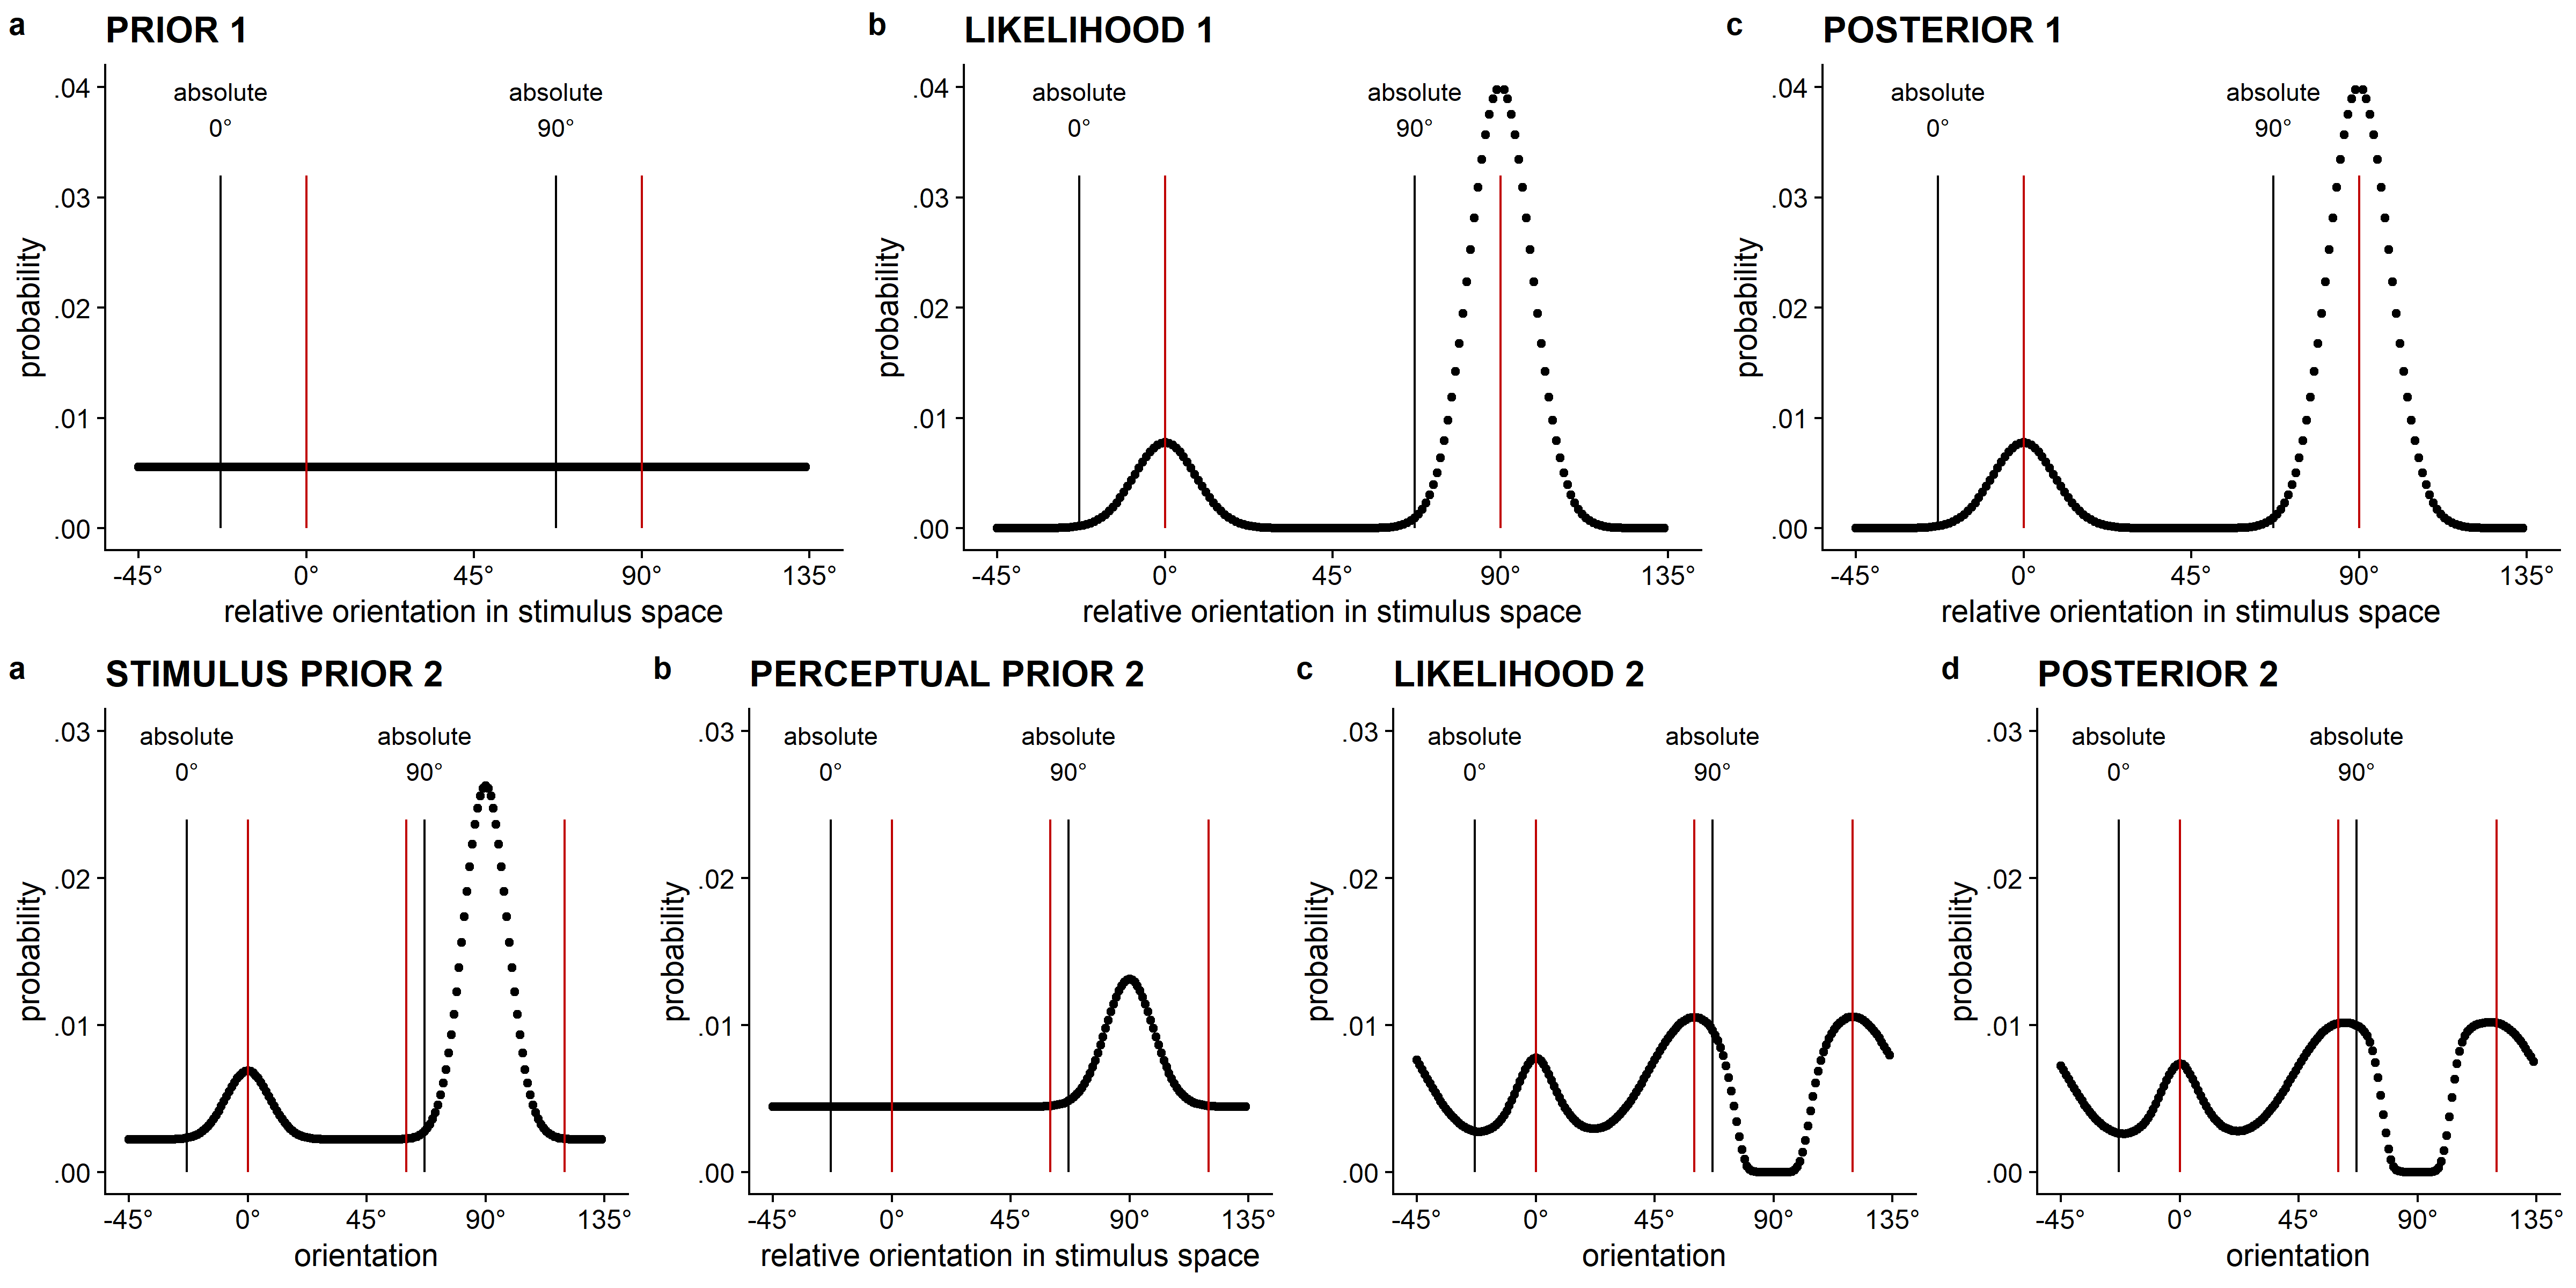 a PRIOR 1
absolute absolute
0° 90°
.04
.03
.02
.01
.00
probability
-45° 0° 45° 90° 135°
relative orientation in stimulus space
b LIKELIHOOD 1
absolute absolute
0° 90°
.04
.03
.02
.01
.00
probability
-45° 0° 45° 90° 135°
relative orientation in stimulus space
c POSTERIOR 1
absolute absolute
0° 90°
.04
.03
.02
.01
.00
probability
-45° 0° 45° 90° 135°
relative orientation in stimulus space
a STIMULUS PRIOR 2
absolute absolute
0° 90°
.03
.02
.01
.00
probability
-45° 0° 45° 90° 135°
orientation
b PERCEPTUAL PRIOR 2
absolute absolute
0° 90°
.03
.02
.01
.00
probability
-45° 0° 45° 90° 135°
relative orientation in stimulus space
c LIKELIHOOD 2
absolute absolute
0° 90°
.03
.02
.01
.00
probability
-45° 0° 45° 90° 135°
orientation
d POSTERIOR 2
absolute absolute
0° 90°
.03
.02
.01
.00
probability
-45° 0° 45° 90° 135°
orientation